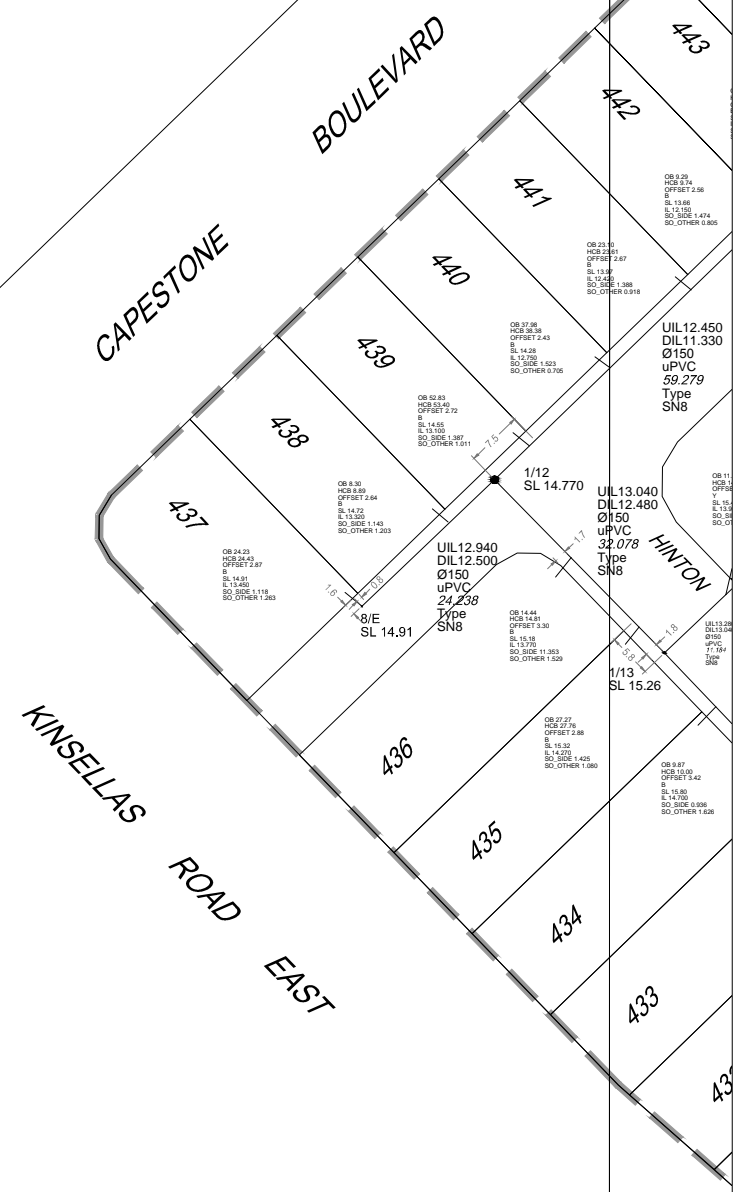 443
BOULEVARD
442
441
OB 9.29
HCB 9.74
OFFSET 2.56
B
SL 13.66
IL 12.150
SO_SIDE 1.474
SO_OTHER 0.805
CAPESTONE
440
OB 23.10
HCB 23.61
OFFSET 2.67
B
SL 13.97
IL 12.420
SO_SIDE 1.388
SO_OTHER 0.918
439
OB 37.98
HCB 38.38
OFFSET 2.43
B
SL 14.28
IL 12.750
SO_SIDE 1.523
SO_OTHER 0.705
UIL12.450
DIL11.330
Ø150
uPVC
59.279
Type
SN8
438
OB 52.83
HCB 53.40
OFFSET 2.72
B
SL 14.55
IL 13.100
SO_SIDE 1.387
SO_OTHER 1.011
7.5
1/12
SL 14.770
437
OB 8.30
HCB 8.89
OFFSET 2.64
B
SL 14.72
IL 13.320
SO_SIDE 1.143
SO_OTHER 1.203
UIL13.040
DIL12.480
Ø150
uPVC
32.078
Type
SN8
HINTON
OB 24.23
HCB 24.43
OFFSET 2.87
B
SL 14.91
IL 13.450
SO_SIDE 1.118
SO_OTHER 1.263
UIL12.940
DIL12.500
Ø150
uPVC
24.238
Type
SN8
1.7
1.6
0.8
8/E
SL 14.91
OB 14.44
HCB 14.81
OFFSET 3.30
B
SL 15.18
IL 13.770
SO_SIDE 11.353
SO_OTHER 1.529
1.8
5.8
1/13
SL 15.26
Ø150
uPVC
11.184
Type
SN8
436
OB 27.27
HCB 27.76
OFFSET 2.88
B
SL 15.32
IL 14.270
SO_SIDE 1.425
SO_OTHER 1.080
OB 9.87
HCB 10.00
OFFSET 3.42
B
SL 15.80
IL 14.700
SO_SIDE 0.936
SO_OTHER 1.626
435
434
433
KINSELLAS
ROAD
EAST